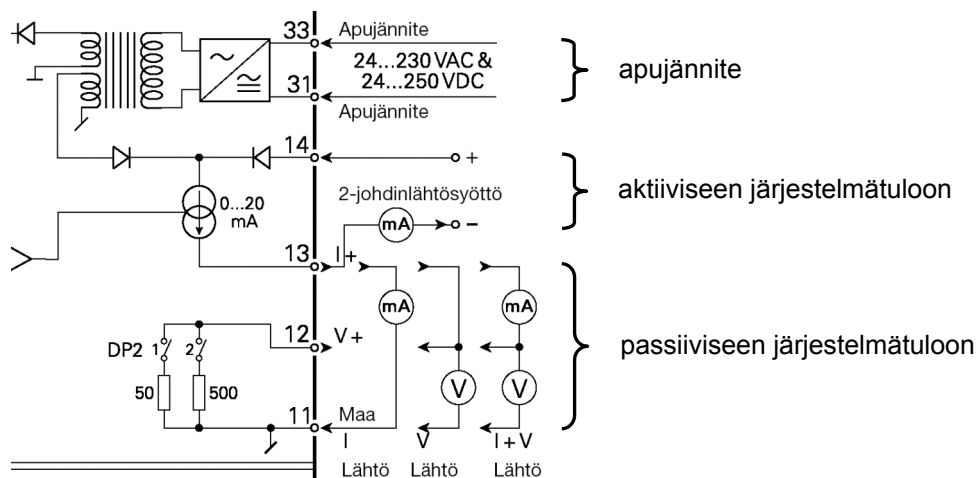 33 Apujännite
24...230 VAC &
24...250 VDC
31
Apujännite
apujännite
14 +
2-johdinlähtösyöttö
aktiiviseen järjestelmätuloon
0...20
mA
mA −
13 I+
mA mA
DP2 1 2
12 V+
passiiviseen järjestelmätuloon
50 500
V V
11 Maa
I V I + V
Lähtö Lähtö Lähtö